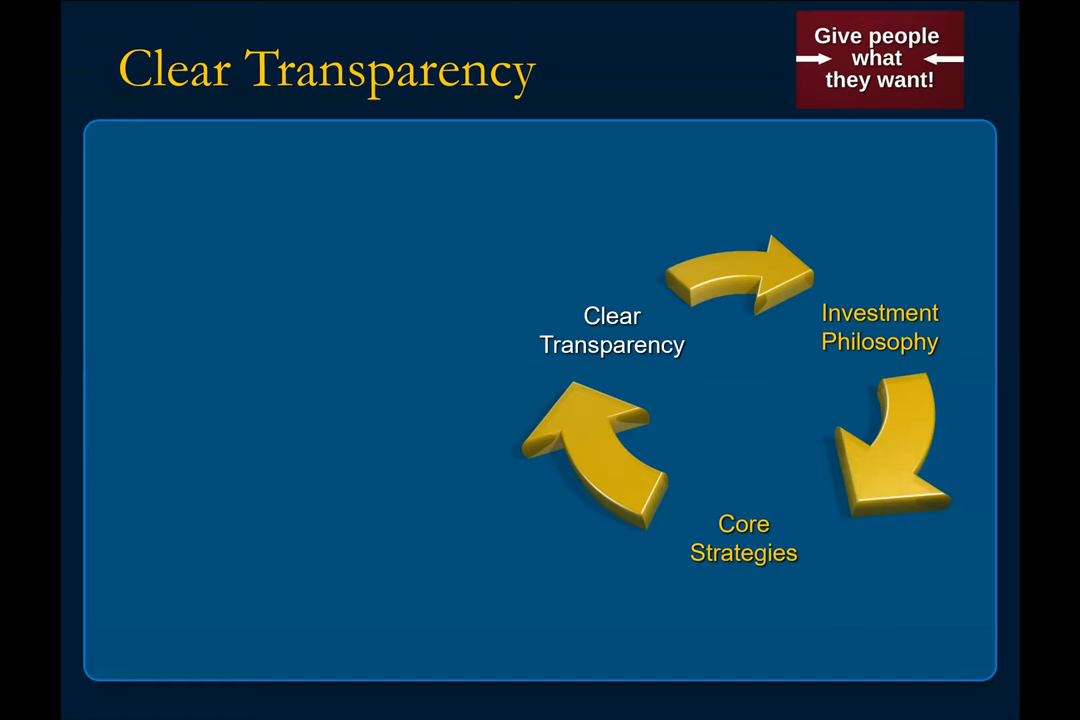 Clear Transparency
Give people
what
they want!
Clear
Transparency
Investment
Philosophy
Core
Strategies